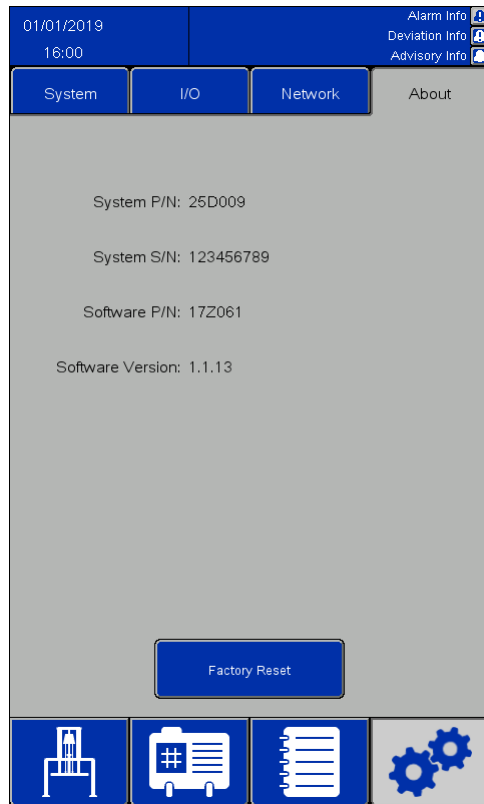 01/01/2019
16:00
Alarm Info
Deviation Info
Advisory Info
System
I/O
Network
About
System P/N: 25D009
System S/N: 123456789
Software P/N: 17Z061
Software Version: 1.1.13
Factory Reset
#